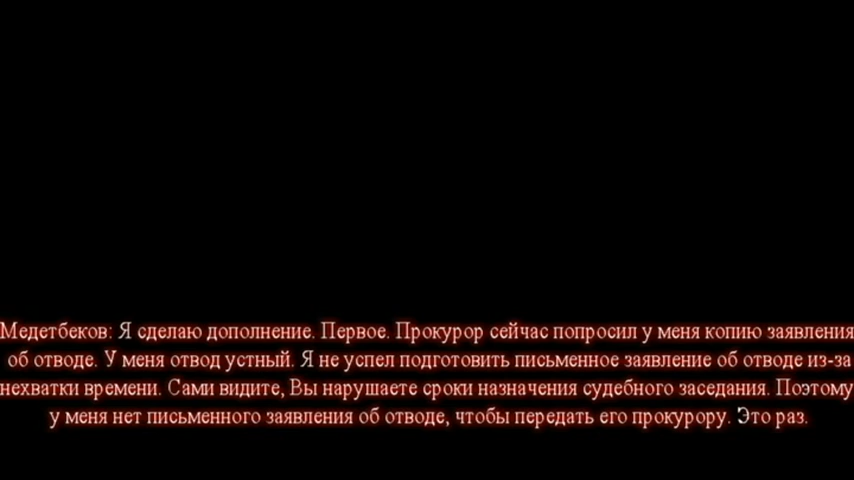 Медетбеков: Я сделаю дополнение. Первое. Прокурор сейчас попросил у меня копию заявления
об отводе. У меня отвод устный. Я не успел подготовить письменное заявление об отводе из-за
нехватки времени. Сами видите, Вы нарушаете сроки назначения судебного заседания. Поэтому
у меня нет письменного заявления об отводе, чтобы передать его прокурору. Это раз.